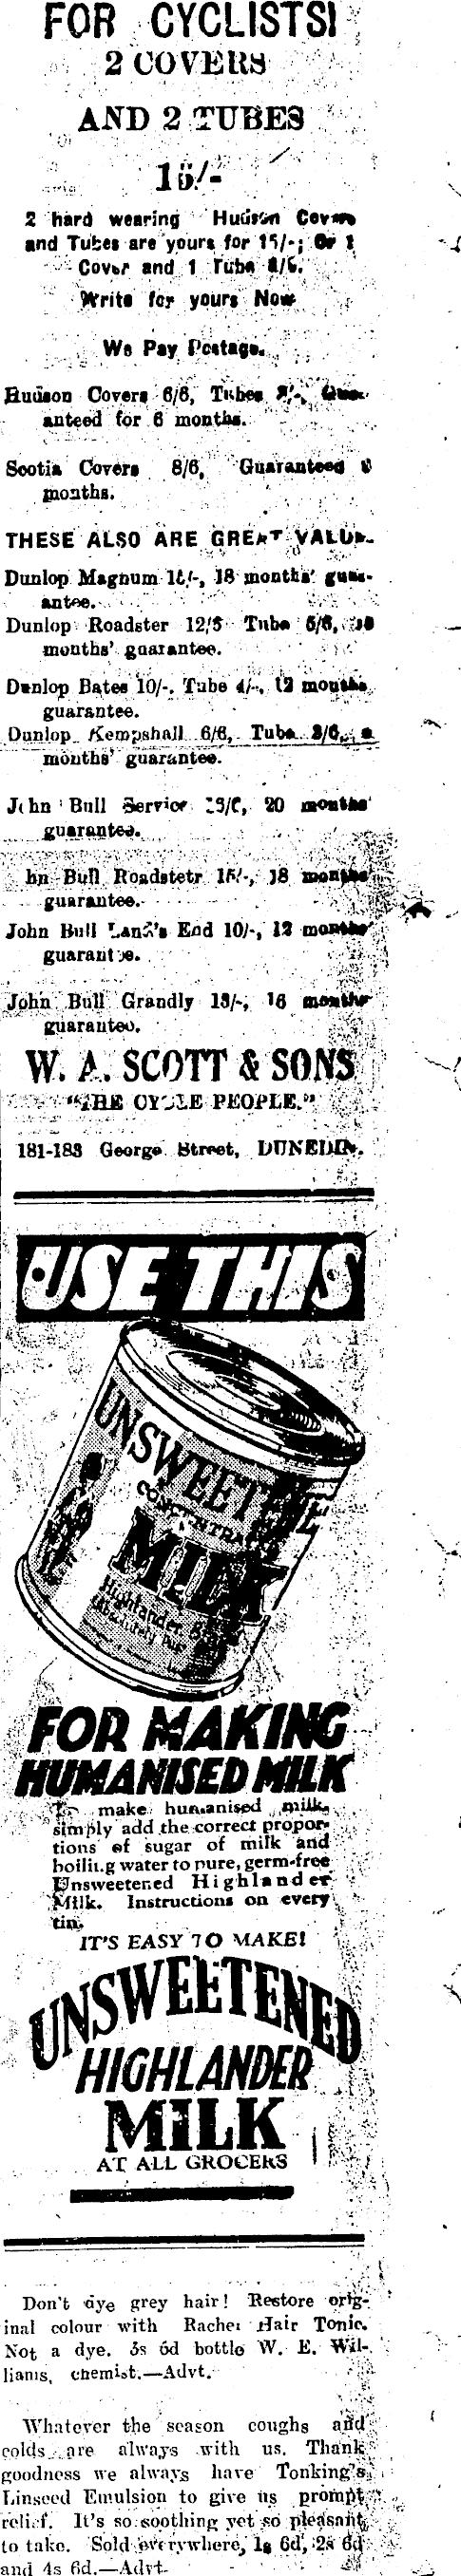 FOR CYCLISTS!
2 COVERS
AND 2 TUBES
15/-
2 hard wearing Hudson Covers
and Tubes are yours for 15/-; Or 1
Cover and 1 Tube 8/6.
Write for yours Now
We Pay Postage.
Hudson Covers 6/6, Tubes Guar-
anteed for 6 months.
Scotia Covers 8/6, Guaranteed
months.
THESE ALSO ARE GREAT VALUE.
Dunlop Magnum 18 months' guar-
antee.
Dunlop Roadster Tube
months' guarantee.
Dunlop Bates 10/-. Tube 4/-, 12 months
guarantee.
Dunlop Kempshall 6/6, Tube
months' guarantee.
John Bull Service 20 months'
guarantee.
hn Bull Roadstetr 18 months'
guarantee.
John Bull Land's End 10/-, 12 months'
guarantee.
John Bull Grandly 13/-, 16 months'
guarantee.
W. A. SCOTT & SONS
"THE CYCLE PEOPLE."
181-183 George Street, DUNEDIN.
USE THIS
UNSWEETENED
CONCENTRATED
MILK
Highlander
Absolutely
FOR MAKING
HUMANISED MILK
To make humanised milk,
simply add the correct propor-
tions of sugar of milk and
boiling water to pure, germ-free
Unsweetened Highlander
Milk. Instructions on every
tin.
IT'S EASY TO MAKE!
UNSWEETENED
HIGHLANDER
MILK
AT ALL GROCERS
Don't dye grey hair! Restore orig-
inal colour with Rachel Hair Tonic.
Not a dye. 3s 6d bottle W. E. Wil-
liams, chemist.—Advt.
Whatever the season coughs and
colds are always with us. Thank
goodness we always have Tonking's
Linseed Emulsion to give us prompt
relief. It's so soothing yet so pleasant
to take. Sold everywhere, 1s 6d, 2s 6d
and 4s 6d.—Advt.